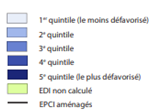 1er quintile (le moins défavorisé)
2e quintile
3e quintile
4e quintile
5e quintile (le plus défavorisé)
EDI non calculé
EPCI aménagés